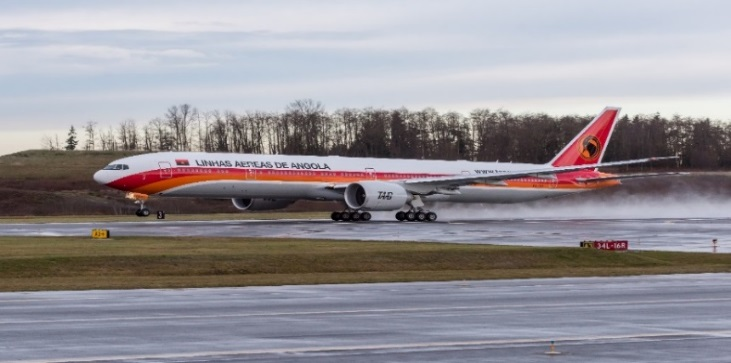 LINHAS AÉREAS DE ANGOLA
TAAG
34L-16R